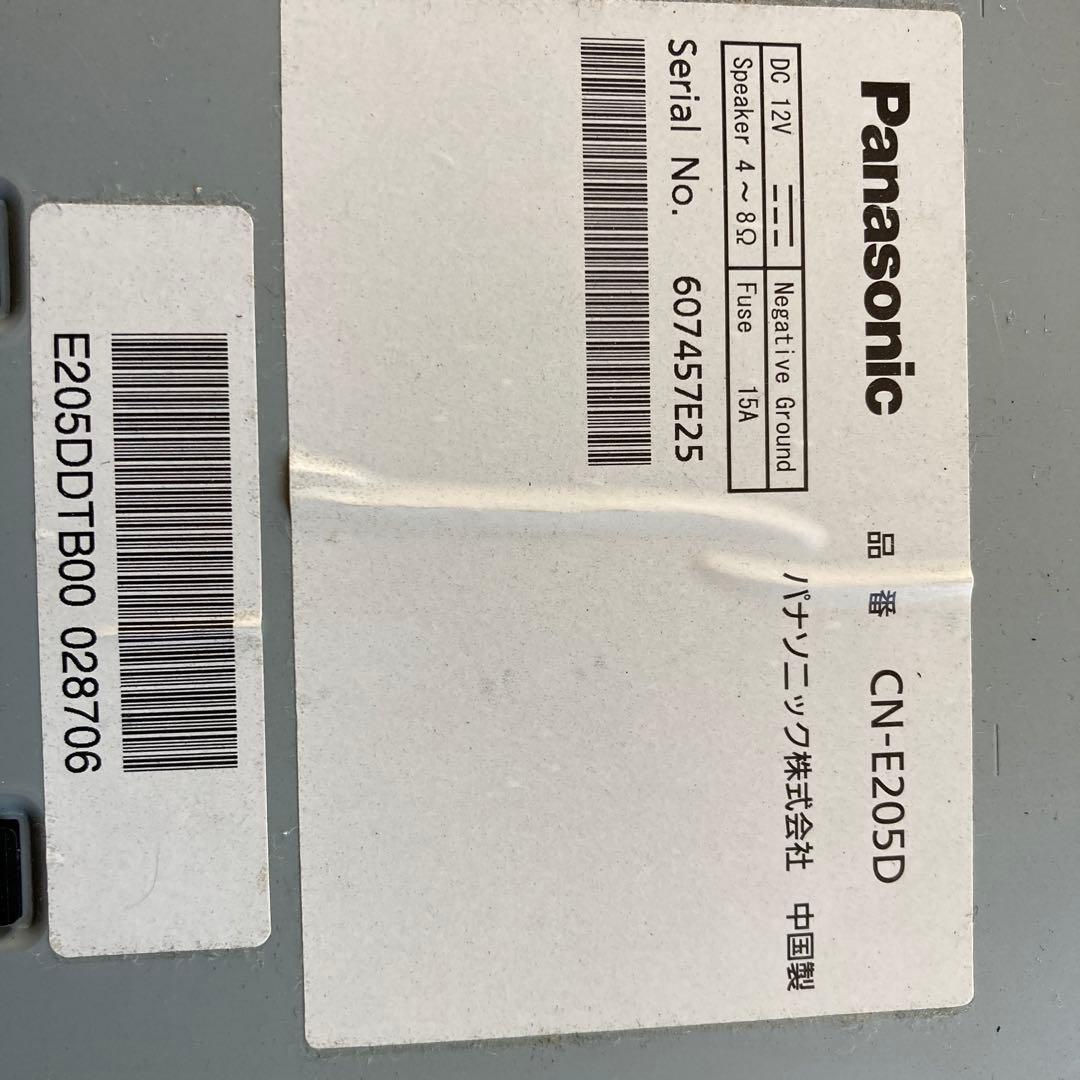 Panasonic 品番 CN-E205D
DC 12V Negative Ground
Speaker 4～8Ω Fuse 15A
パナソニック株式会社 中国製
Serial No. 607457E25
E205DDTB00 028706